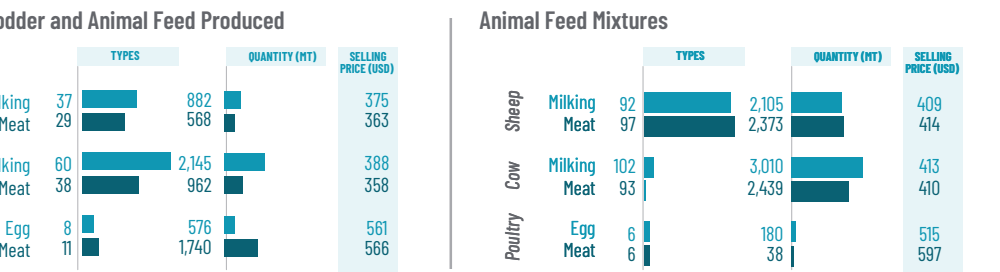 odder and Animal Feed Produced
TYPES QUANTITY (MT) SELLING PRICE (USD)
king 37 882 375
Meat 29 568 363
king 60 2,145 388
Meat 38 962 358
Egg 8 576 561
Meat 11 1,740 566
Animal Feed Mixtures
TYPES QUANTITY (MT) SELLING PRICE (USD)
Sheep
Milking 92 2,105 409
Meat 97 2,373 414
Cow
Milking 102 3,010 413
Meat 93 2,439 410
Poultry
Egg 6 180 515
Meat 6 38 597